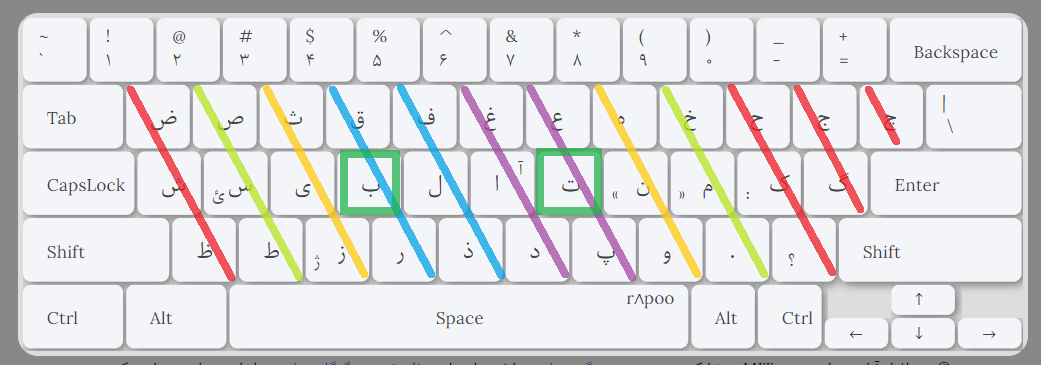 ~ ! @ # $ % ^ & * ( ) _ +
` ۱ ۲ ۳ ۴ ۵ ۶ ۷ ۸ ۹ ۰ - = Backspace
Tab ض ص ث ق ف غ ع ه خ ح ج چ | \
CapsLock ش س ئ ی ب ل ا آ ت » ن « م : ک گ Enter
Shift ظ ط ژ ز ر ذ د پ و . ؟ Shift
Ctrl Alt Space r۸poo Alt Ctrl ← ↑ ↓ →